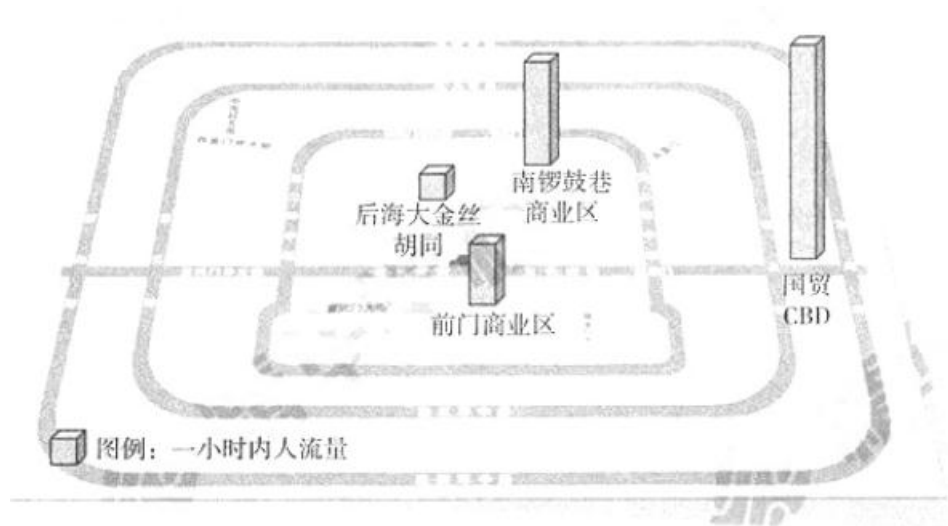 南锣鼓巷
商业区
后海大金丝
胡同
前门商业区
国贸
CBD
图例：一小时内人流量